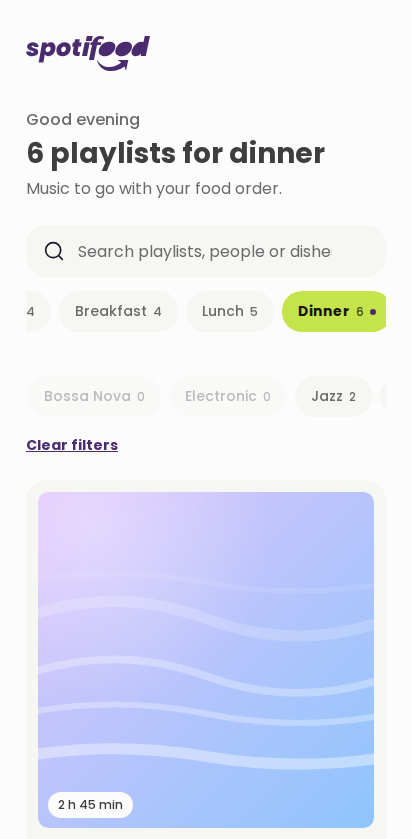 spotifood
Good evening
6 playlists for dinner
Music to go with your food order.
Search playlists, people or dishe
4 Breakfast 4 Lunch 5 Dinner 6
Bossa Nova 0 Electronic 0 Jazz 2
Clear filters
2 h 45 min